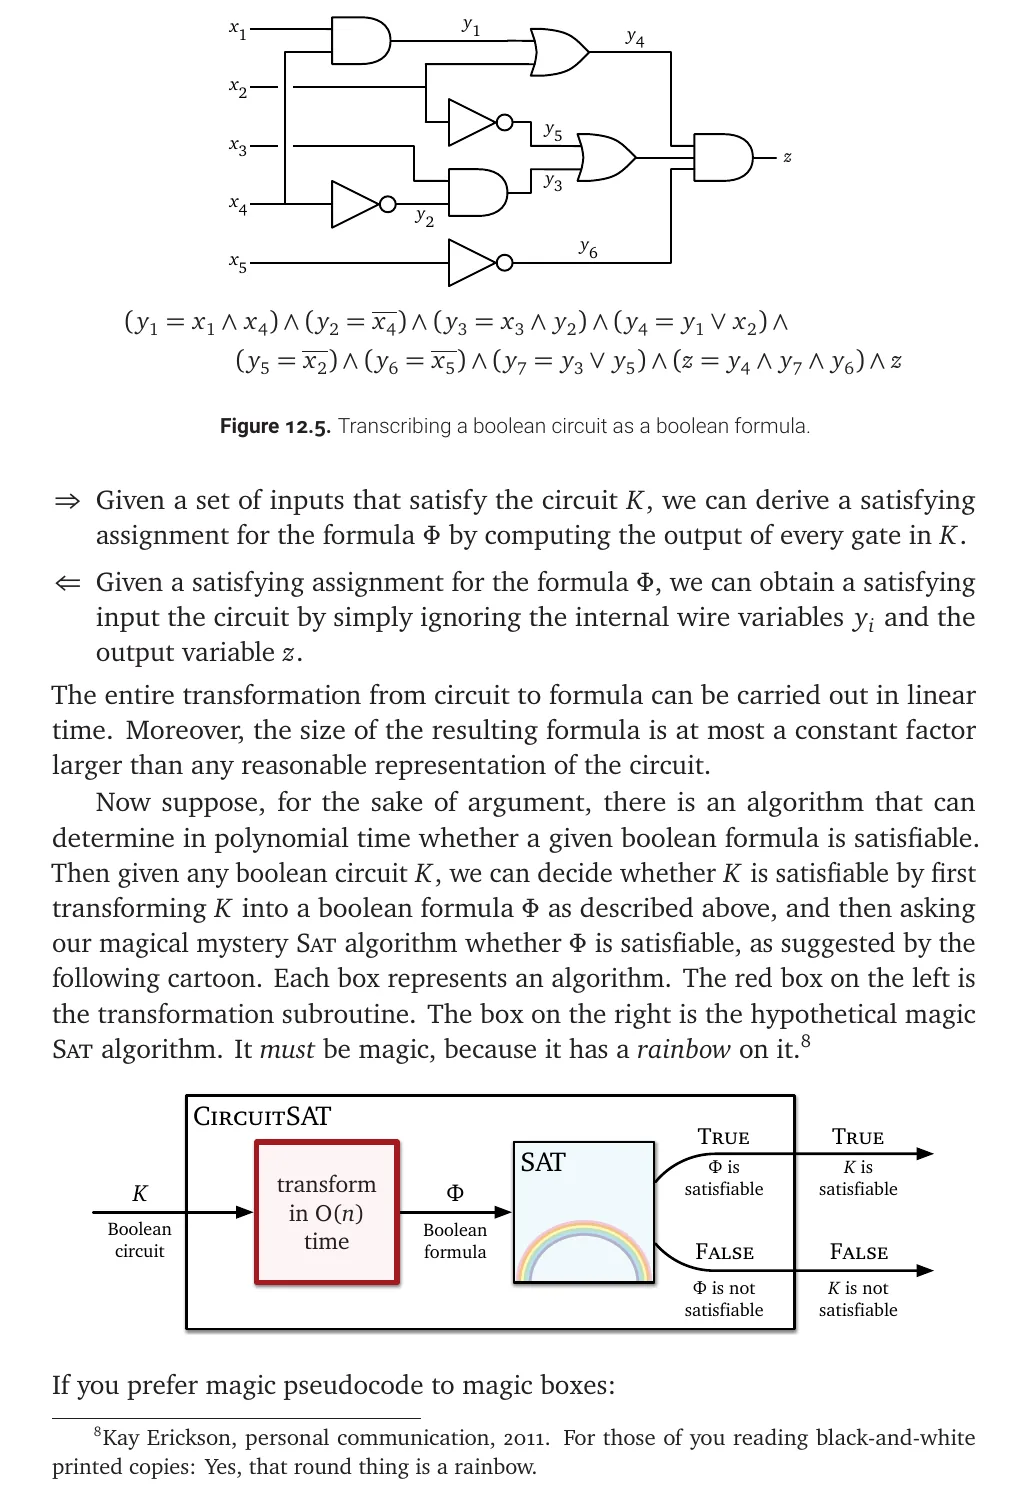 x₁
y₁
y₄
x₂
y₅
x₃
z
y₃
x₄
y₂
y₆
x₅
(y₁ = x₁ ∧ x₄) ∧ (y₂ = x̅₄) ∧ (y₃ = x₃ ∧ y₂) ∧ (y₄ = y₁ ∨ x₂) ∧
(y₅ = x̅₂) ∧ (y₆ = x̅₅) ∧ (y₇ = y₃ ∨ y₅) ∧ (z = y₄ ∧ y₇ ∧ y₆) ∧ z
Figure 12.5. Transcribing a boolean circuit as a boolean formula.
⇒ Given a set of inputs that satisfy the circuit K, we can derive a satisfying
assignment for the formula Φ by computing the output of every gate in K.
⇐ Given a satisfying assignment for the formula Φ, we can obtain a satisfying
input the circuit by simply ignoring the internal wire variables yᵢ and the
output variable z.
The entire transformation from circuit to formula can be carried out in linear
time. Moreover, the size of the resulting formula is at most a constant factor
larger than any reasonable representation of the circuit.
Now suppose, for the sake of argument, there is an algorithm that can
determine in polynomial time whether a given boolean formula is satisfiable.
Then given any boolean circuit K, we can decide whether K is satisfiable by first
transforming K into a boolean formula Φ as described above, and then asking
our magical mystery SAT algorithm whether Φ is satisfiable, as suggested by the
following cartoon. Each box represents an algorithm. The red box on the left is
the transformation subroutine. The box on the right is the hypothetical magic
SAT algorithm. It must be magic, because it has a rainbow on it.⁸
CIRCUITSAT
K
Boolean
circuit
transform
in O(n)
time
Φ
Boolean
formula
SAT
TRUE
Φ is
satisfiable
TRUE
K is
satisfiable
FALSE
Φ is not
satisfiable
FALSE
K is not
satisfiable
If you prefer magic pseudocode to magic boxes:
⁸Kay Erickson, personal communication, 2011. For those of you reading black-and-white
printed copies: Yes, that round thing is a rainbow.